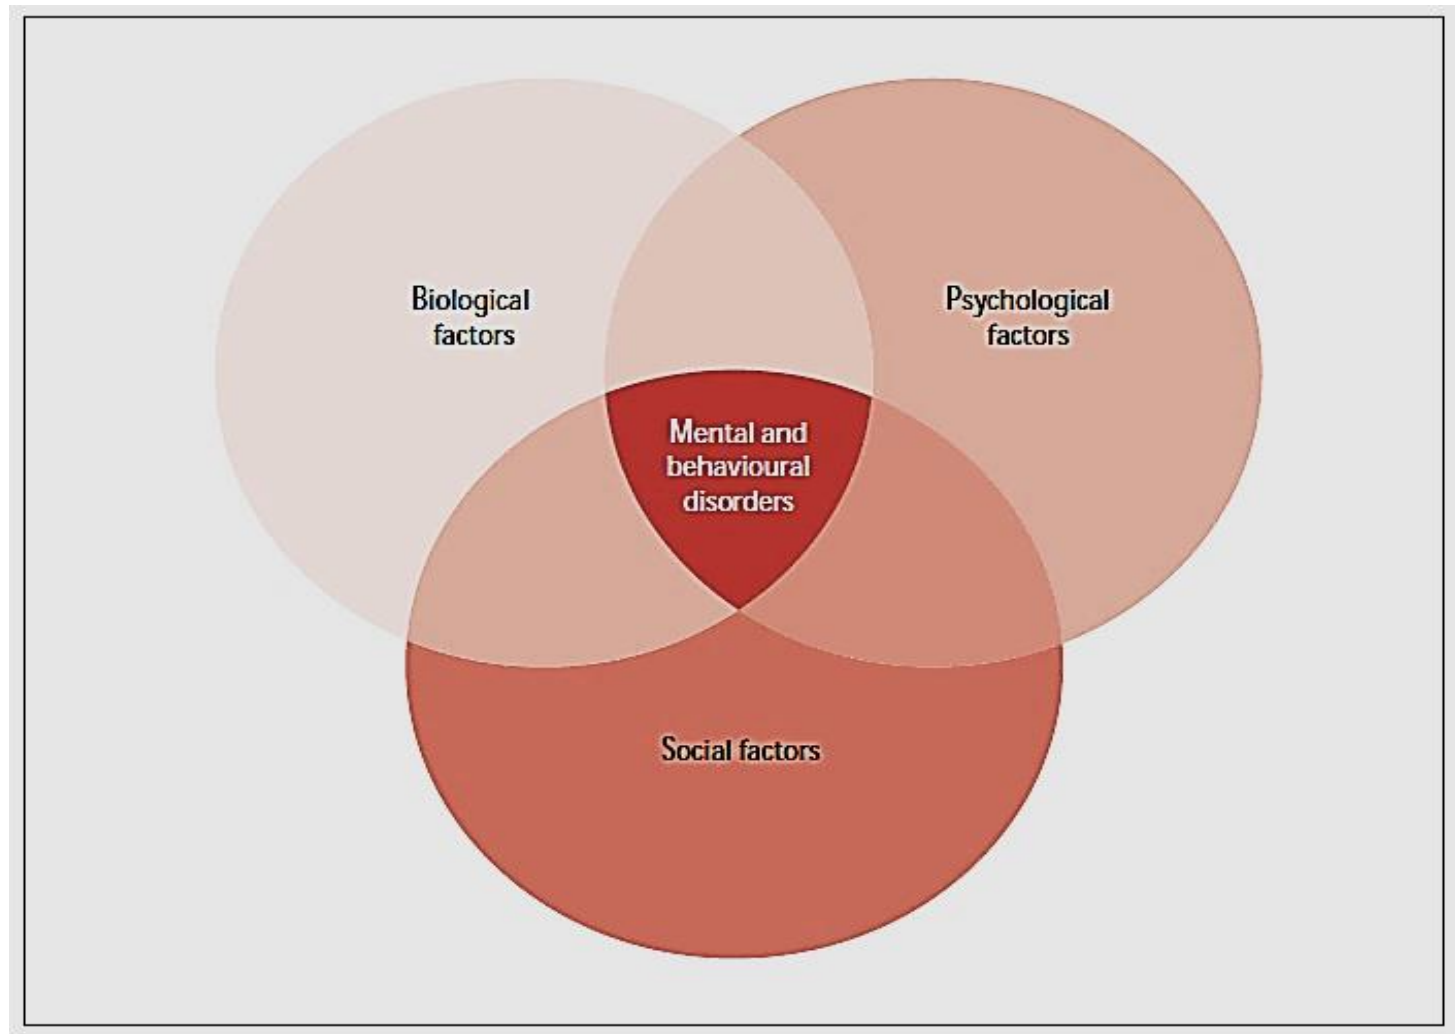 Biological
factors
Psychological
factors
Mental and
behavioural
disorders
Social factors